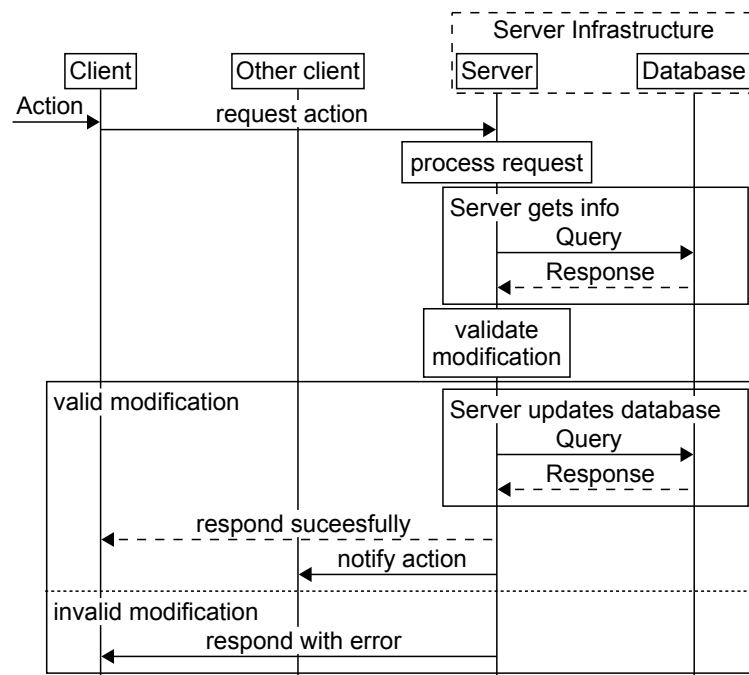 Server Infrastructure
Client
Other client
Server
Database
Action
request action
process request
Server gets info
Query
Response
validate
modification
valid modification
Server updates database
Query
Response
respond suceesfully
notify action
invalid modification
respond with error